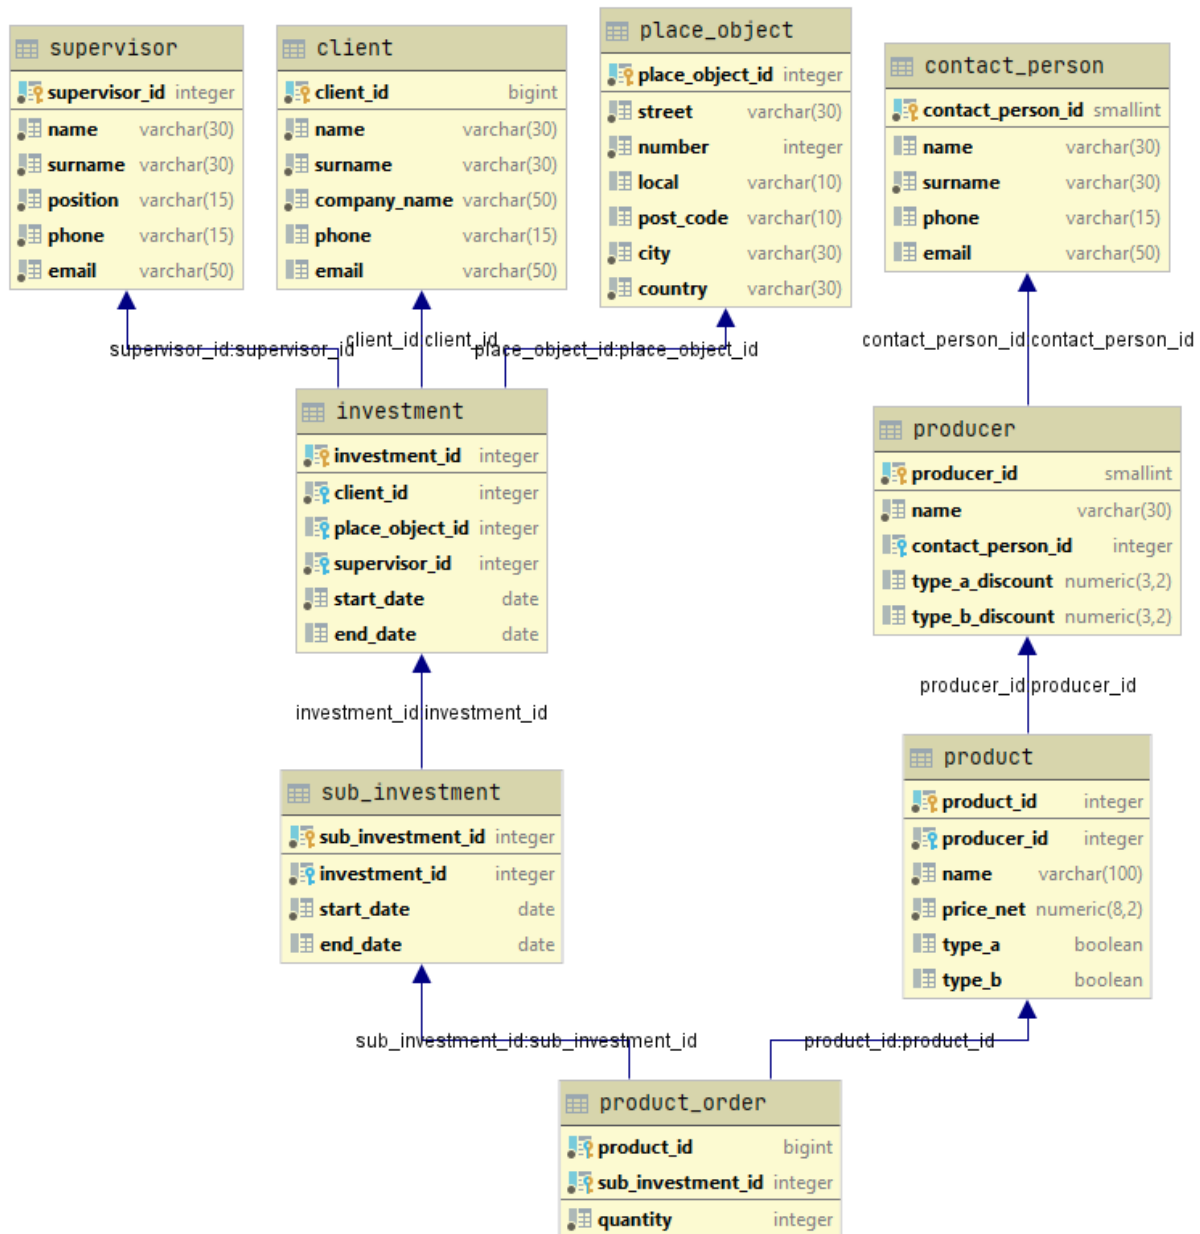 supervisor
supervisor_id integer
name varchar(30)
surname varchar(30)
position varchar(15)
phone varchar(15)
email varchar(50)
client
client_id bigint
name varchar(30)
surname varchar(30)
company_name varchar(50)
phone varchar(15)
email varchar(50)
place_object
place_object_id integer
street varchar(30)
number integer
local varchar(10)
post_code varchar(10)
city varchar(30)
country varchar(30)
contact_person
contact_person_id smallint
name varchar(30)
surname varchar(30)
phone varchar(15)
email varchar(50)
supervisor_id:supervisor_id
client_id:client_id
place_object_id:place_object_id
contact_person_id:contact_person_id
investment
investment_id integer
client_id integer
place_object_id integer
supervisor_id integer
start_date date
end_date date
producer
producer_id smallint
name varchar(30)
contact_person_id integer
type_a_discount numeric(3,2)
type_b_discount numeric(3,2)
investment_id:investment_id
producer_id:producer_id
sub_investment
sub_investment_id integer
investment_id integer
start_date date
end_date date
product
product_id integer
producer_id integer
name varchar(100)
price_net numeric(8,2)
type_a boolean
type_b boolean
sub_investment_id:sub_investment_id
product_id:product_id
product_order
product_id bigint
sub_investment_id integer
quantity integer